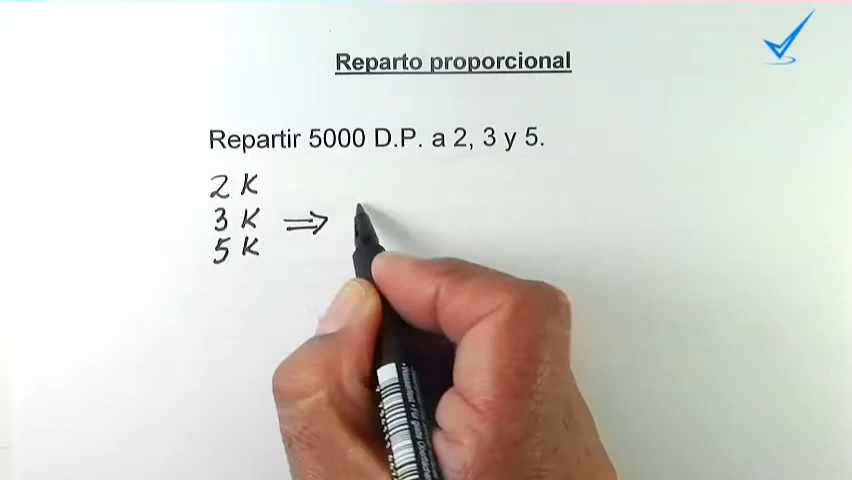 Reparto proporcional
Repartir 5000 D.P. a 2, 3 y 5.
2 K
3 K ⇒
5 K